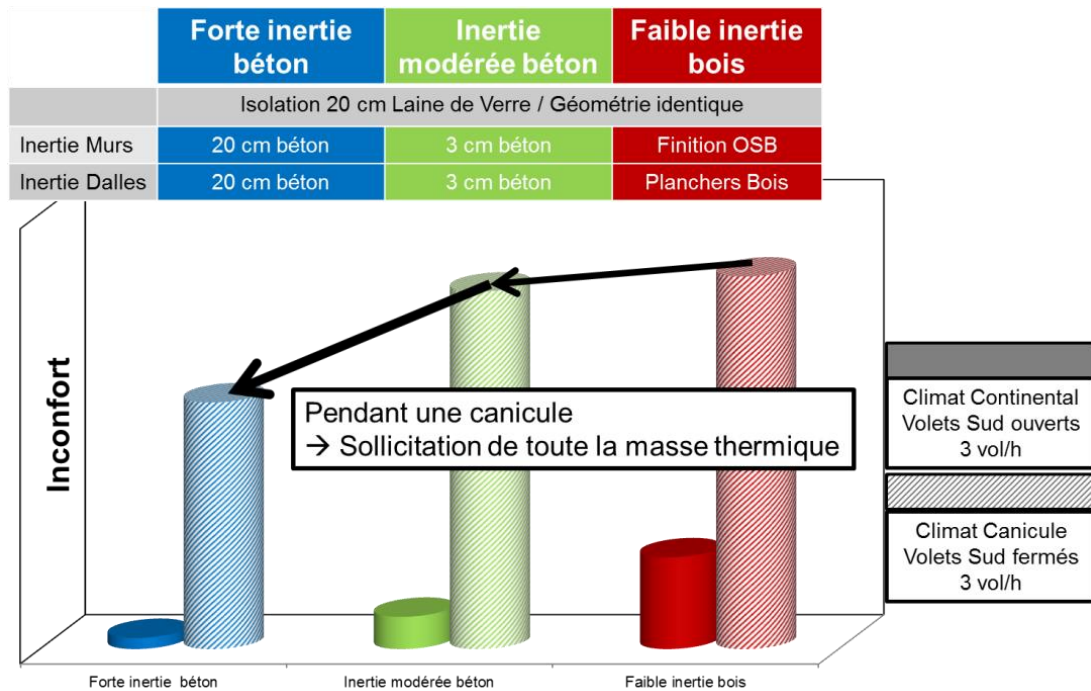 Forte inertie
béton
Inertie
modérée béton
Faible inertie
bois
Isolation 20 cm Laine de Verre / Géométrie identique
Inertie Murs
20 cm béton
3 cm béton
Finition OSB
Inertie Dalles
20 cm béton
3 cm béton
Planchers Bois
Inconfort
Pendant une canicule
→ Sollicitation de toute la masse thermique
Climat Continental
Volets Sud ouverts
3 vol/h
Climat Canicule
Volets Sud fermés
3 vol/h
Forte inertie béton
Inertie modérée béton
Faible inertie bois